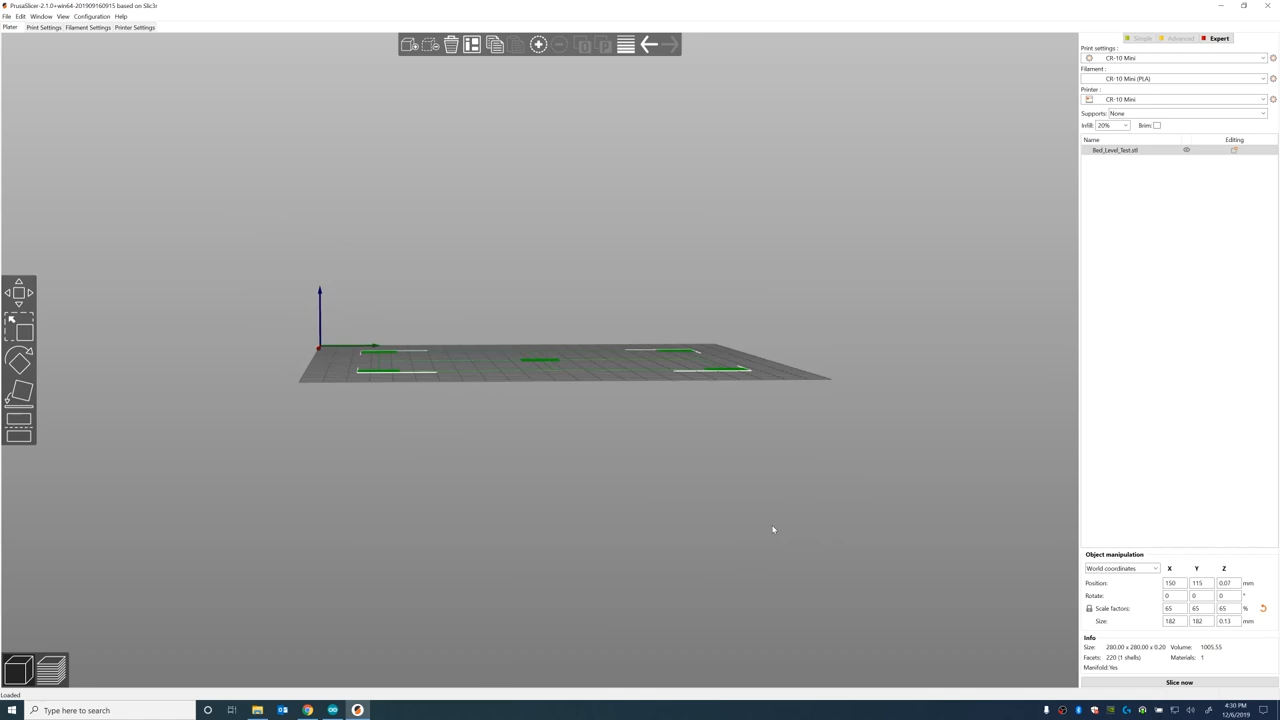 PrusaSlicer-2.1.0+win64-201909160915 based on Slic3r
File Edit Window View Configuration Help
Plater Print Settings Filament Settings Printer Settings
Simple Advanced Expert
Print settings :
CR-10 Mini
Filament :
CR-10 Mini (PLA)
Printer :
CR-10 Mini
Supports: None
Infill: 20% Brim:
Name Editing
Bed_Level_Test.stl
Object manipulation
World coordinates X Y Z
Position: 150 115 0.07 mm
Rotate: 0 0 0 °
Scale factors: 65 65 65 %
Size: 182 182 0.13 mm
Info
Size: 280.00 x 280.00 x 0.20 Volume: 1005.55
Facets: 220 (1 shells) Materials: 1
Manifold: Yes
Slice now
Loaded
Type here to search
4:30 PM
12/6/2019